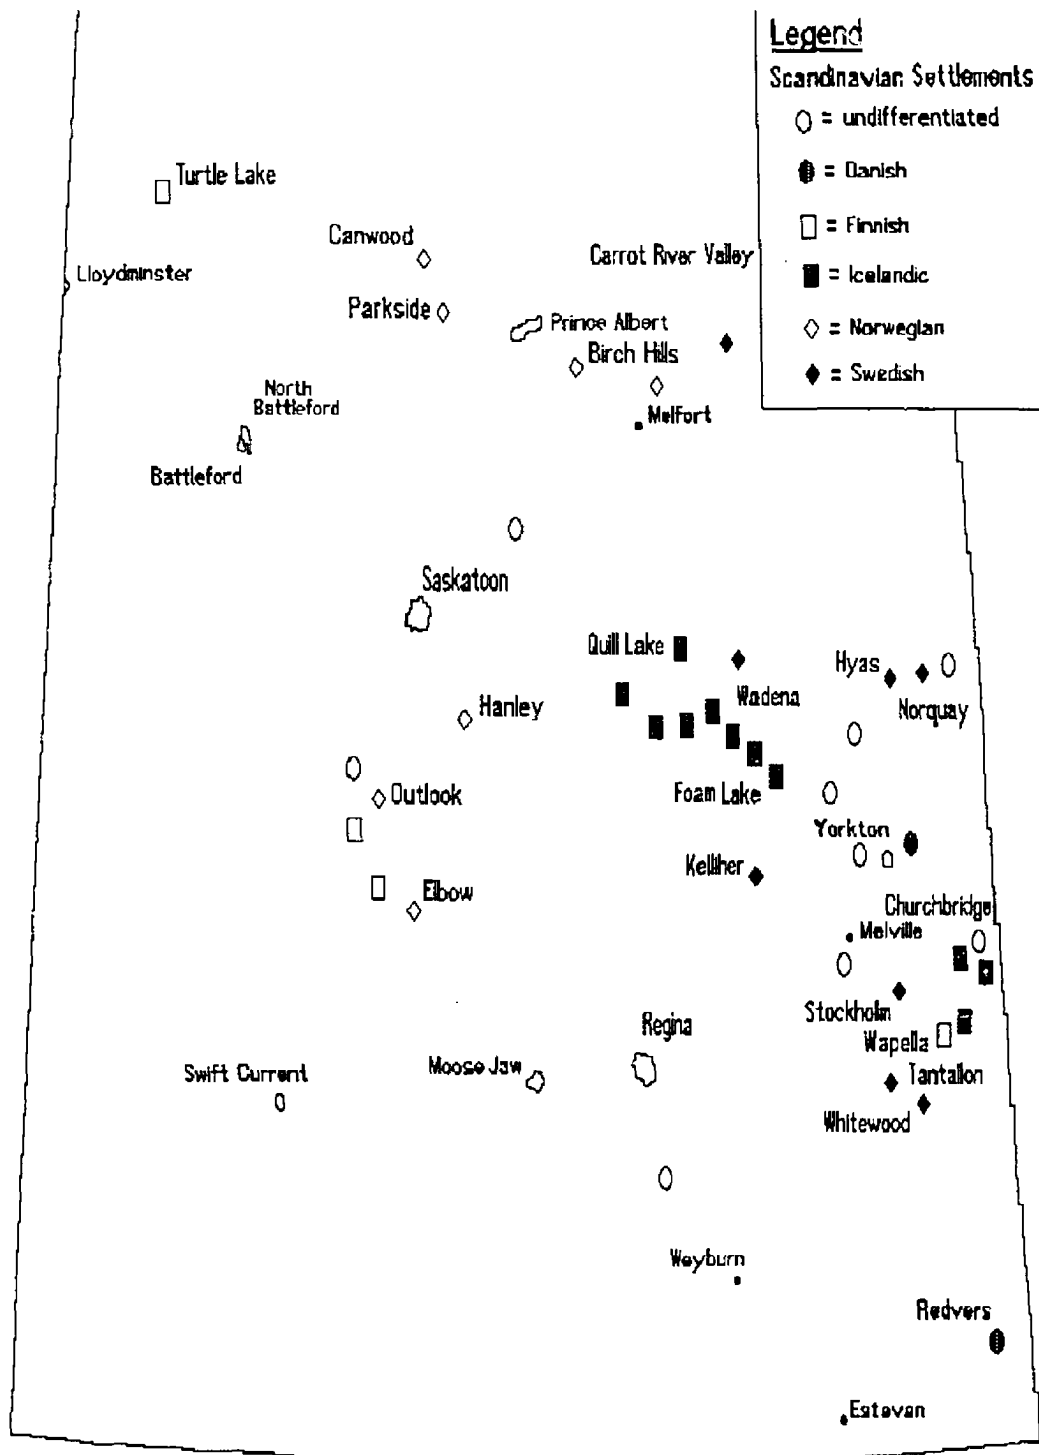 Legend
Scandinavian Settlements
= undifferentiated
= Danish
= Finnish
= Icelandic
= Norwegian
= Swedish
Turtle Lake
Canwood
Carrot River Valley
Lloydminster
Parkside
Prince Albert
Birch Hills
North
Battleford
Melfort
Battleford
Saskatoon
Quill Lake
Hyas
Wadena
Norquay
Hanley
Outlook
Foam Lake
Yorkton
Kelliher
Elbow
Churchbridge
Melville
Stockholm
Regina
Wapella
Swift Current
Moose Jaw
Tantallon
Whitewood
Weyburn
Redvers
Estevan